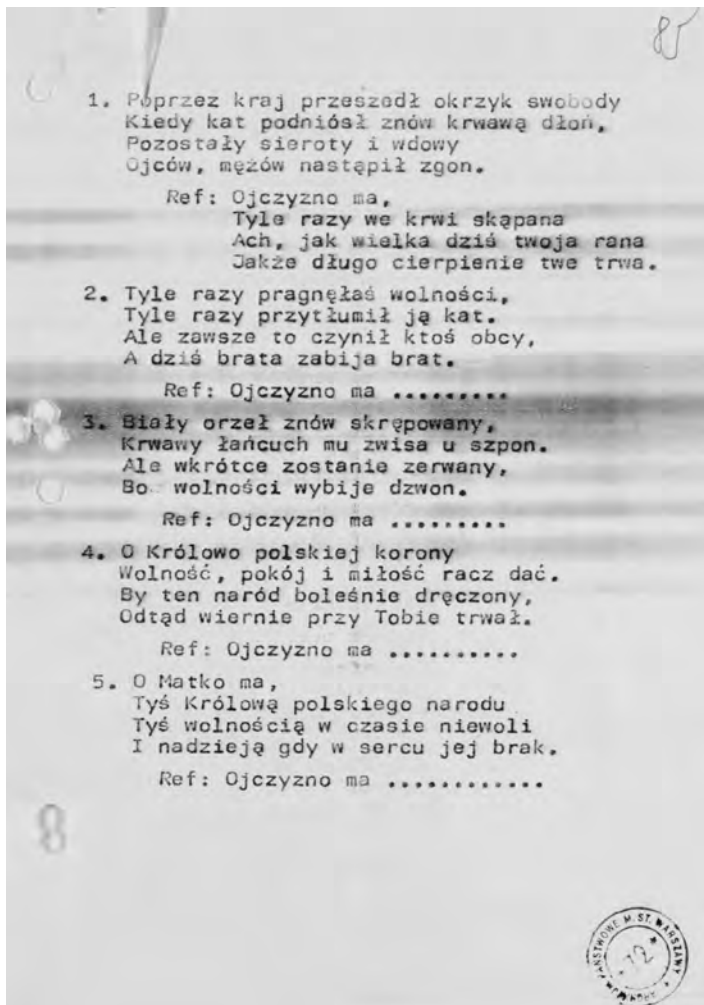 85
1. Poprzez kraj przeszedł okrzyk swobody
Kiedy kat podniósł znów krwawą dłoń,
Pozostały sieroty i wdowy
Ojców, mężów nastąpił zgon.
Ref: Ojczyzno ma,
Tyle razy we krwi skąpana
Ach, jak wielka dziś twoja rana
Jakże długo cierpienie twe trwa.
2. Tyle razy pragnęłaś wolności,
Tyle razy przytłumił ją kat.
Ale zawsze to czynił ktoś obcy,
A dziś brata zabija brat.
Ref: Ojczyzno ma .........
3. Biały orzeł znów skrępowany,
Krwawy łańcuch mu zwisa u szpon.
Ale wkrótce zostanie zerwany,
Bo wolności wybije dzwon.
Ref: Ojczyzno ma .........
4. O Królowo polskiej korony
Wolność, pokój i miłość racz dać.
By ten naród boleśnie dręczony,
Odtąd wiernie przy Tobie trwał.
Ref: Ojczyzno ma ..........
5. O Matko ma,
Tyś Królową polskiego narodu
Tyś wolnością w czasie niewoli
I nadzieją gdy w sercu jej brak.
Ref: Ojczyzno ma ............
8
PAŃSTWOWE M. ST. WARSZAWY
72